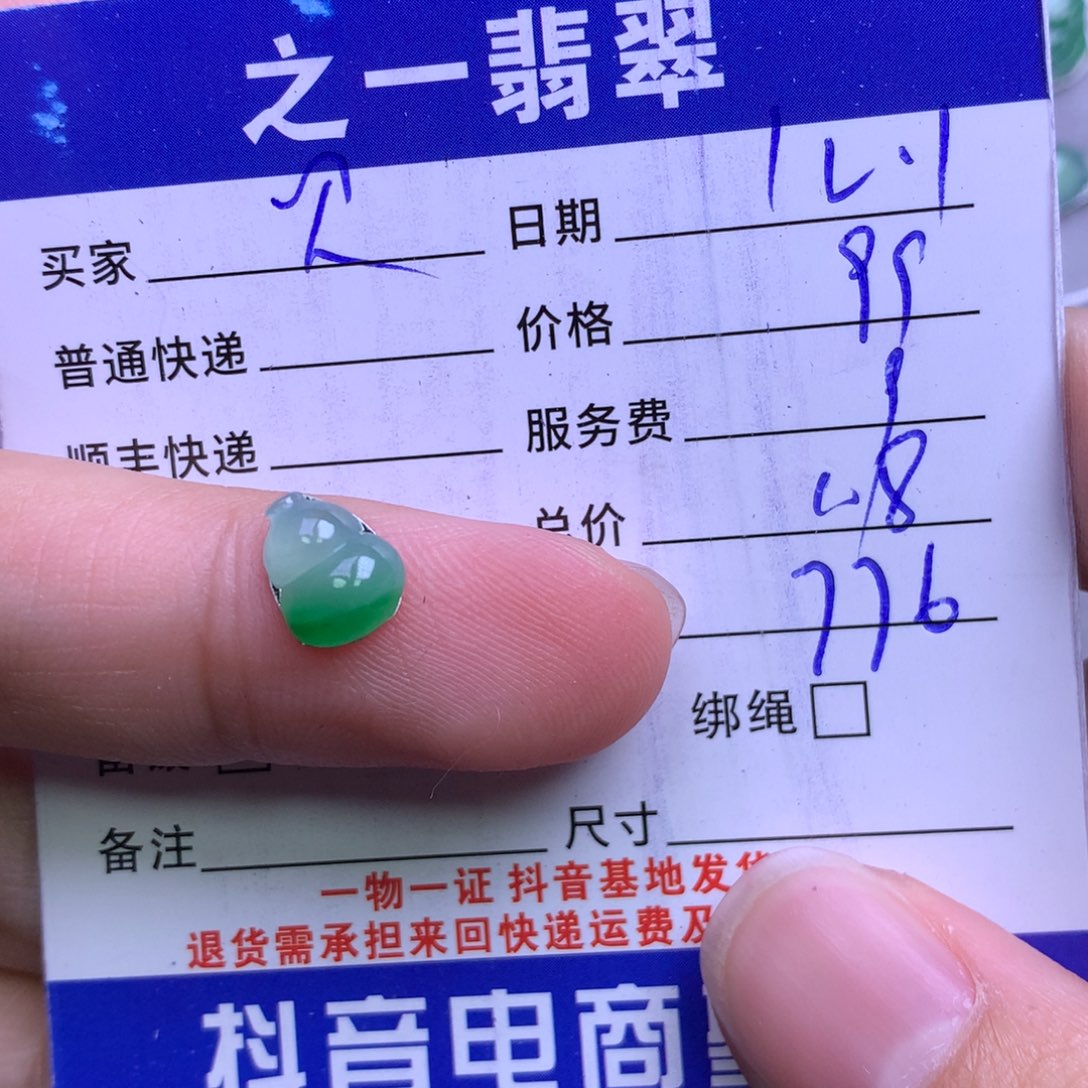 之一翡翠
买家 日期 12.1
普通快递 价格 99
顺丰快递 服务费
总价
776
绑绳
备注 尺寸
一物一证 抖音基地发货
退货需承担来回快递运费及
抖音电商